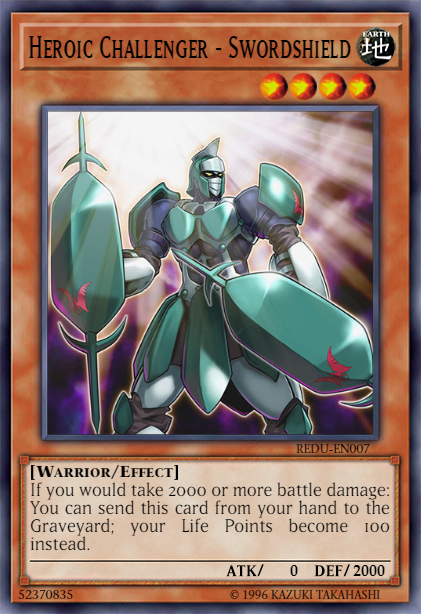 Heroic Challenger - Swordshield
EARTH
地
REDU-EN007
[Warrior/Effect]
If you would take 2000 or more battle damage:
You can send this card from your hand to the
Graveyard; your Life Points become 100
instead.
ATK/ 0 DEF/ 2000
52370835 © 1996 KAZUKI TAKAHASHI